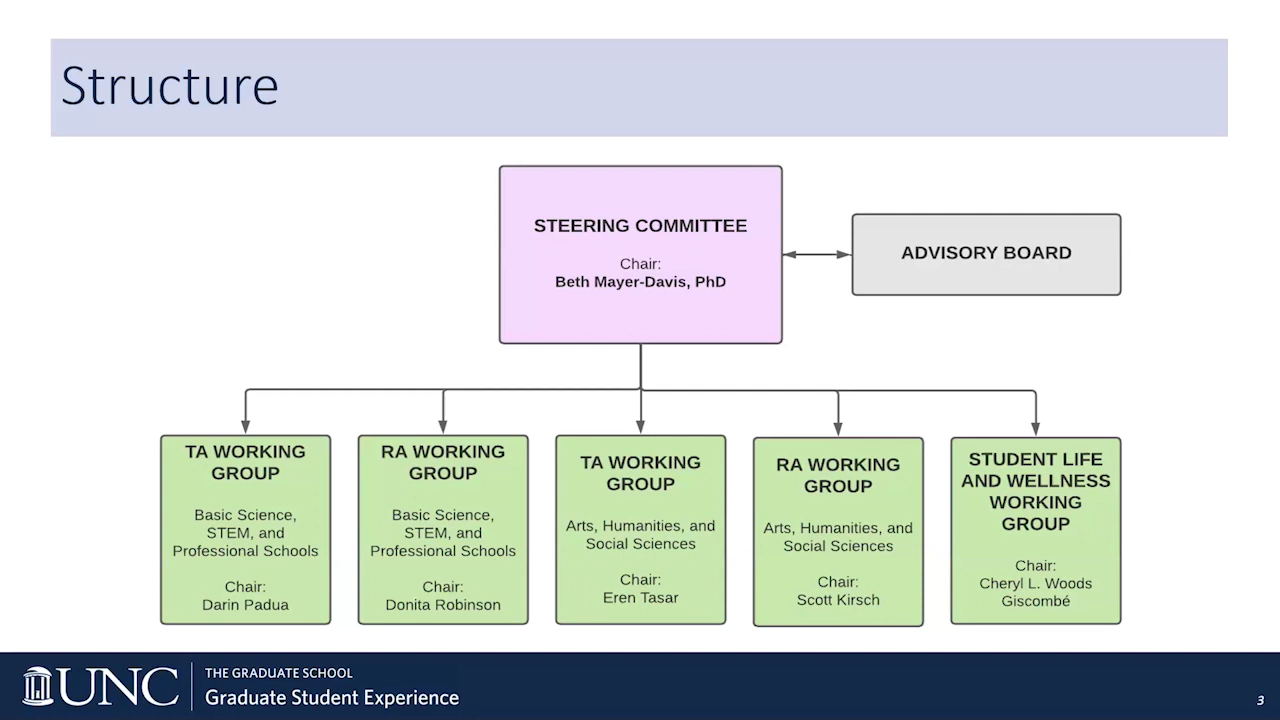 Structure
STEERING COMMITTEE
Chair:
Beth Mayer-Davis, PhD
ADVISORY BOARD
TA WORKING
GROUP
Basic Science,
STEM, and
Professional Schools
Chair:
Darin Padua
RA WORKING
GROUP
Basic Science,
STEM, and
Professional Schools
Chair:
Donita Robinson
TA WORKING
GROUP
Arts, Humanities, and
Social Sciences
Chair:
Eren Tasar
RA WORKING
GROUP
Arts, Humanities, and
Social Sciences
Chair:
Scott Kirsch
STUDENT LIFE
AND WELLNESS
WORKING
GROUP
Chair:
Cheryl L. Woods
Giscombé
UNC
THE GRADUATE SCHOOL
Graduate Student Experience
3